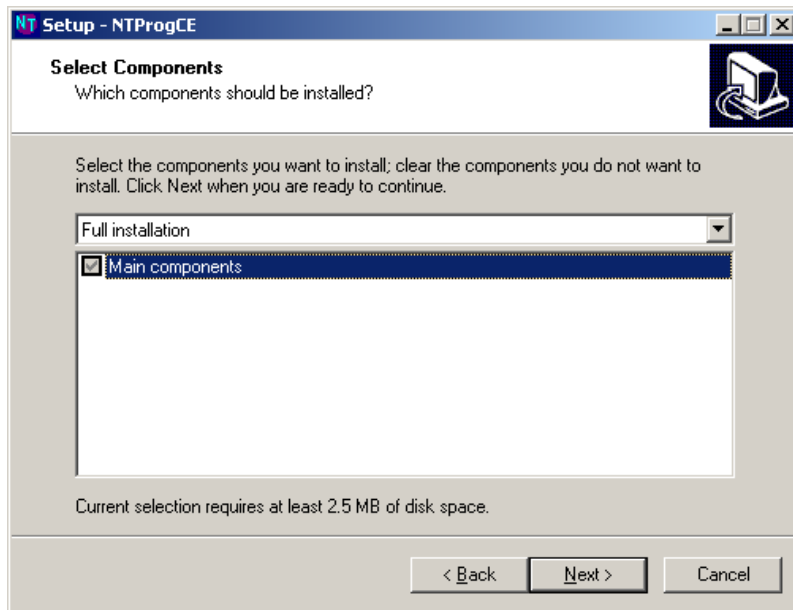 NT Setup - NTProgCE
Select Components
Which components should be installed?
Select the components you want to install; clear the components you do not want to
install. Click Next when you are ready to continue.
Full installation
Main components
Current selection requires at least 2.5 MB of disk space.
< Back Next > Cancel